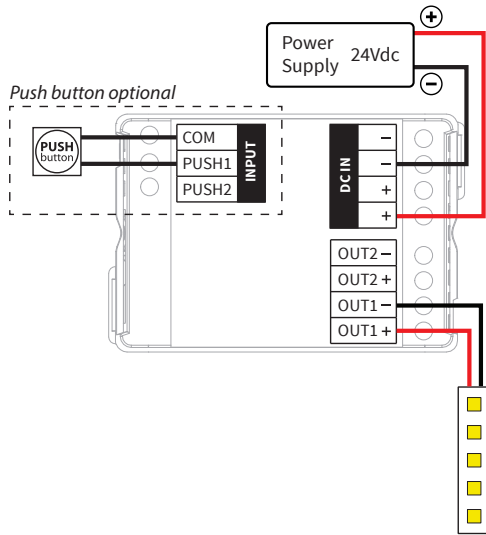 +
Power
Supply
24Vdc
−
Push button optional
PUSH
button
COM
PUSH1
PUSH2
INPUT
DC IN
−
−
+
+
OUT2 −
OUT2 +
OUT1 −
OUT1 +